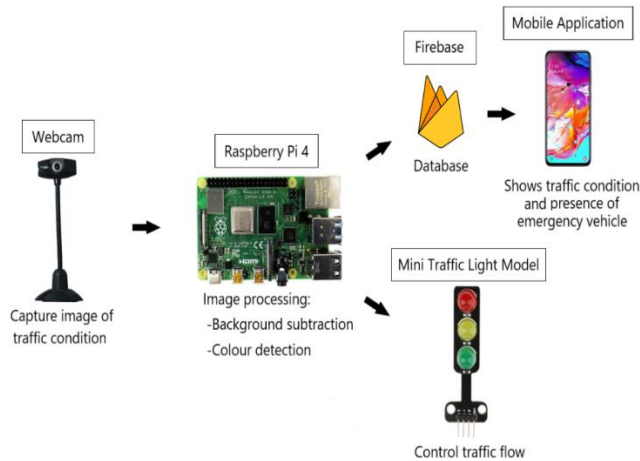 Mobile Application
Firebase
Webcam
Raspberry Pi 4
Database
Shows traffic condition
and presence of
emergency vehicle
HDMI
Mini Traffic Light Model
Capture image of
traffic condition
Image processing:
-Background subtraction
-Colour detection
Control traffic flow